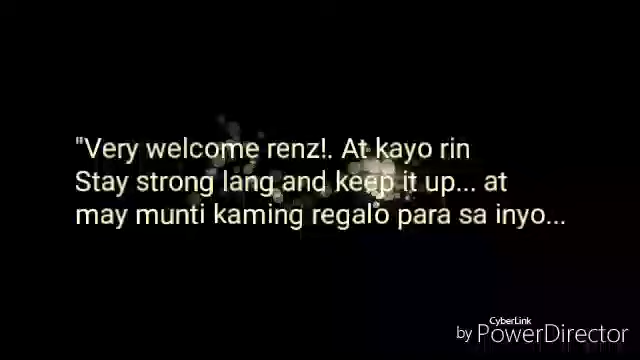 "Very welcome renz!. At kayo rin
Stay strong lang and keep it up... at
may munti kaming regalo para sa inyo...
CyberLink
by PowerDirector